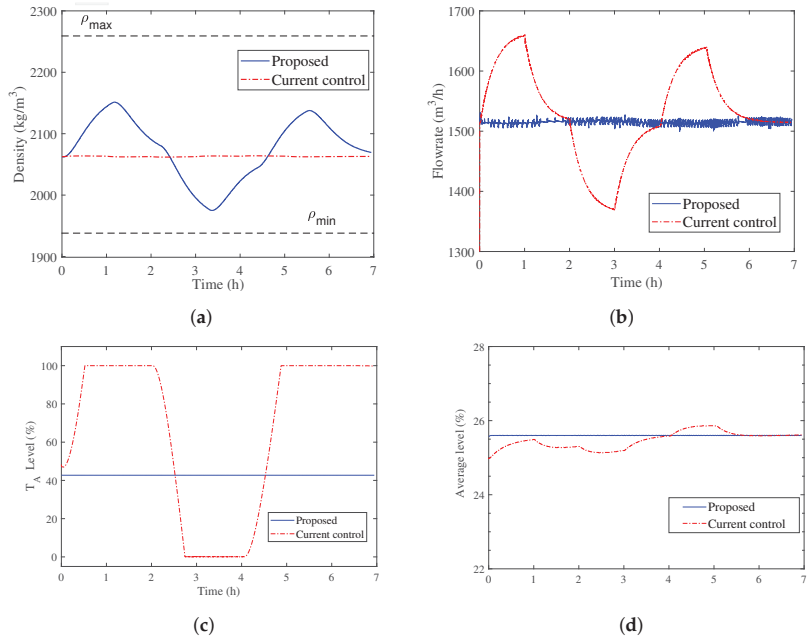 2300
ρmax
2250
2200
2150
2100
2050
2000
1950
1900
Density (kg/m3)
Proposed
Current control
ρmin
0 1 2 3 4 5 6 7
Time (h)
(a)
1700
1600
1500
1400
1300
Flowrate (m3/h)
Proposed
Current control
0 1 2 3 4 5 6 7
Time (h)
(b)
100
80
60
40
20
0
TA Level (%)
Proposed
Current control
0 1 2 3 4 5 6 7
Time (h)
(c)
28
26
24
22
Average level (%)
Proposed
Current control
0 1 2 3 4 5 6 7
(d)